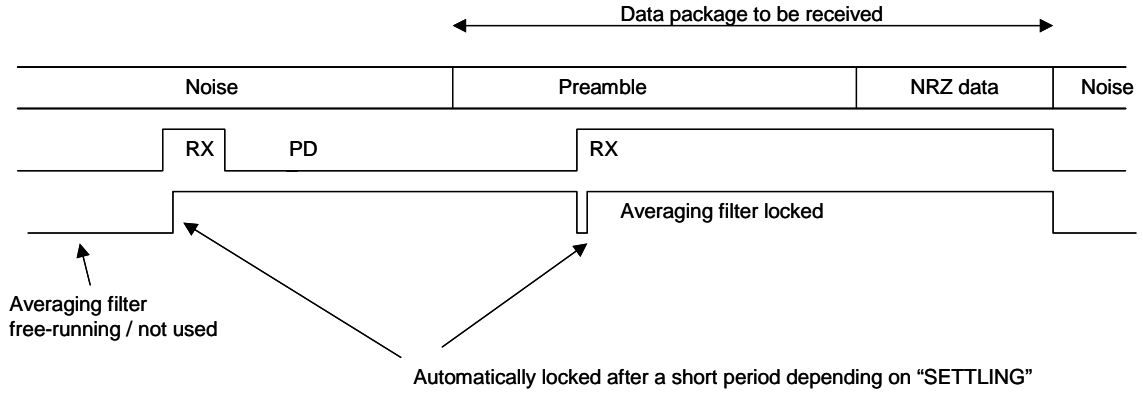 Data package to be received
Noise
Preamble
NRZ data
Noise
RX
PD
RX
Averaging filter locked
Averaging filter
free-running / not used
Automatically locked after a short period depending on “SETTLING”